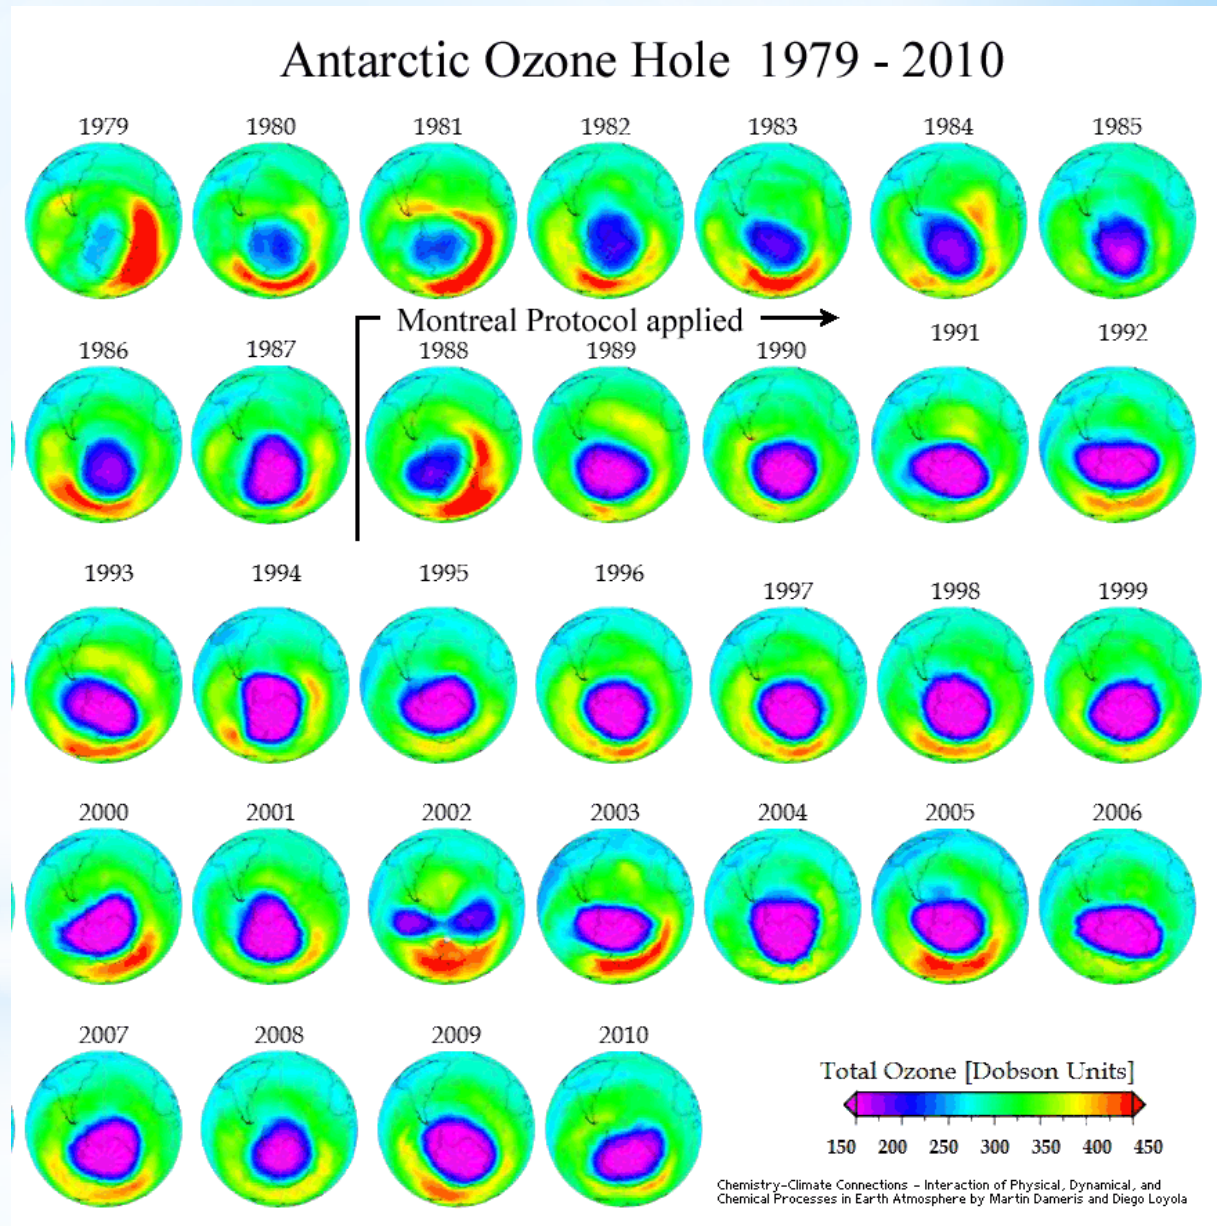 Antarctic Ozone Hole 1979 - 2010
1979 1980 1981 1982 1983 1984 1985
Montreal Protocol applied
1986 1987 1988 1989 1990 1991 1992
1993 1994 1995 1996 1997 1998 1999
2000 2001 2002 2003 2004 2005 2006
2007 2008 2009 2010
Total Ozone [Dobson Units]
150 200 250 300 350 400 450
Chemistry-Climate Connections - Interaction of Physical, Dynamical, and
Chemical Processes in Earth Atmosphere by Martin Dameris and Diego Loyola